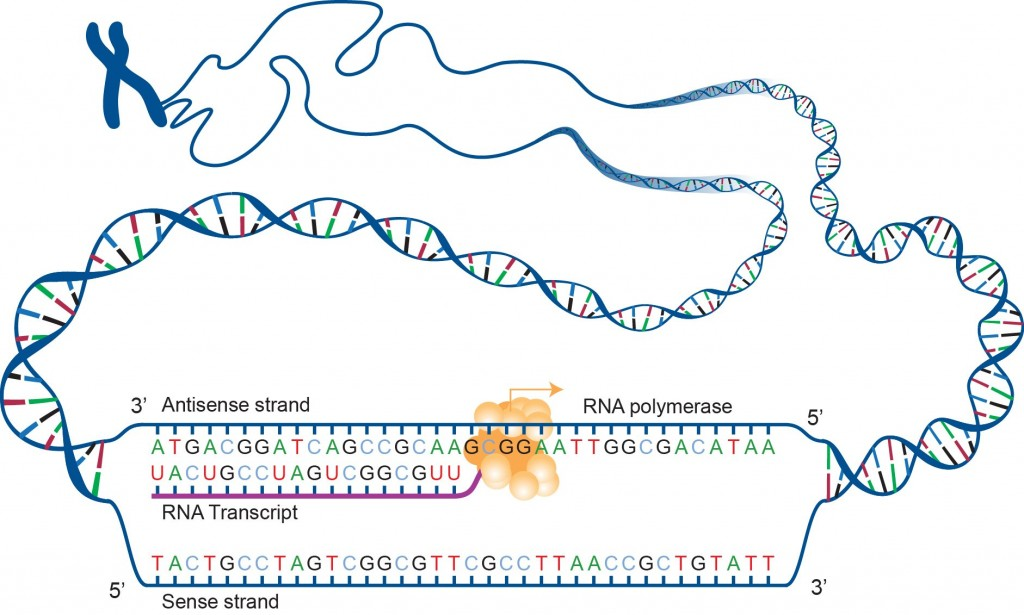 3’ Antisense strand RNA polymerase 5’
ATGACGGATCAGCCGCAAGCGGAATTGGCGACATAA
UACUGCCUAGUCGGCGUU
RNA Transcript
TACTGCCTAGTCGGCGTTCGCCTTAACCGCTGTATT
5’ 3’
Sense strand